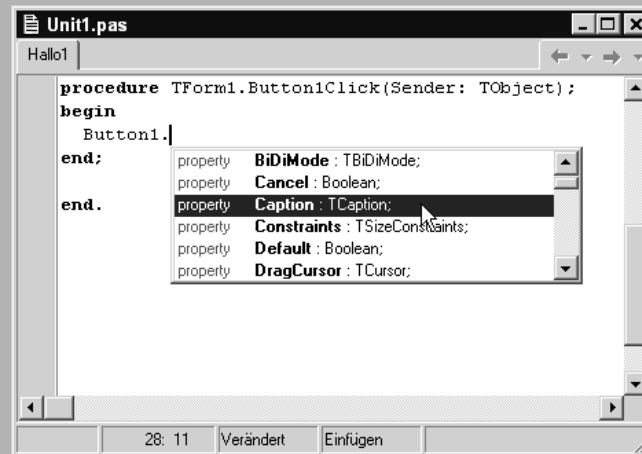 Unit1.pas
Hallo1
procedure TForm1.Button1Click(Sender: TObject);
begin
Button1.
end;
property BiDiMode : TBiDiMode;
property Cancel : Boolean;
end.
property Caption : TCaption;
property Constraints : TSizeConstraints;
property Default : Boolean;
property DragCursor : TCursor;
28: 11 Verändert Einfügen